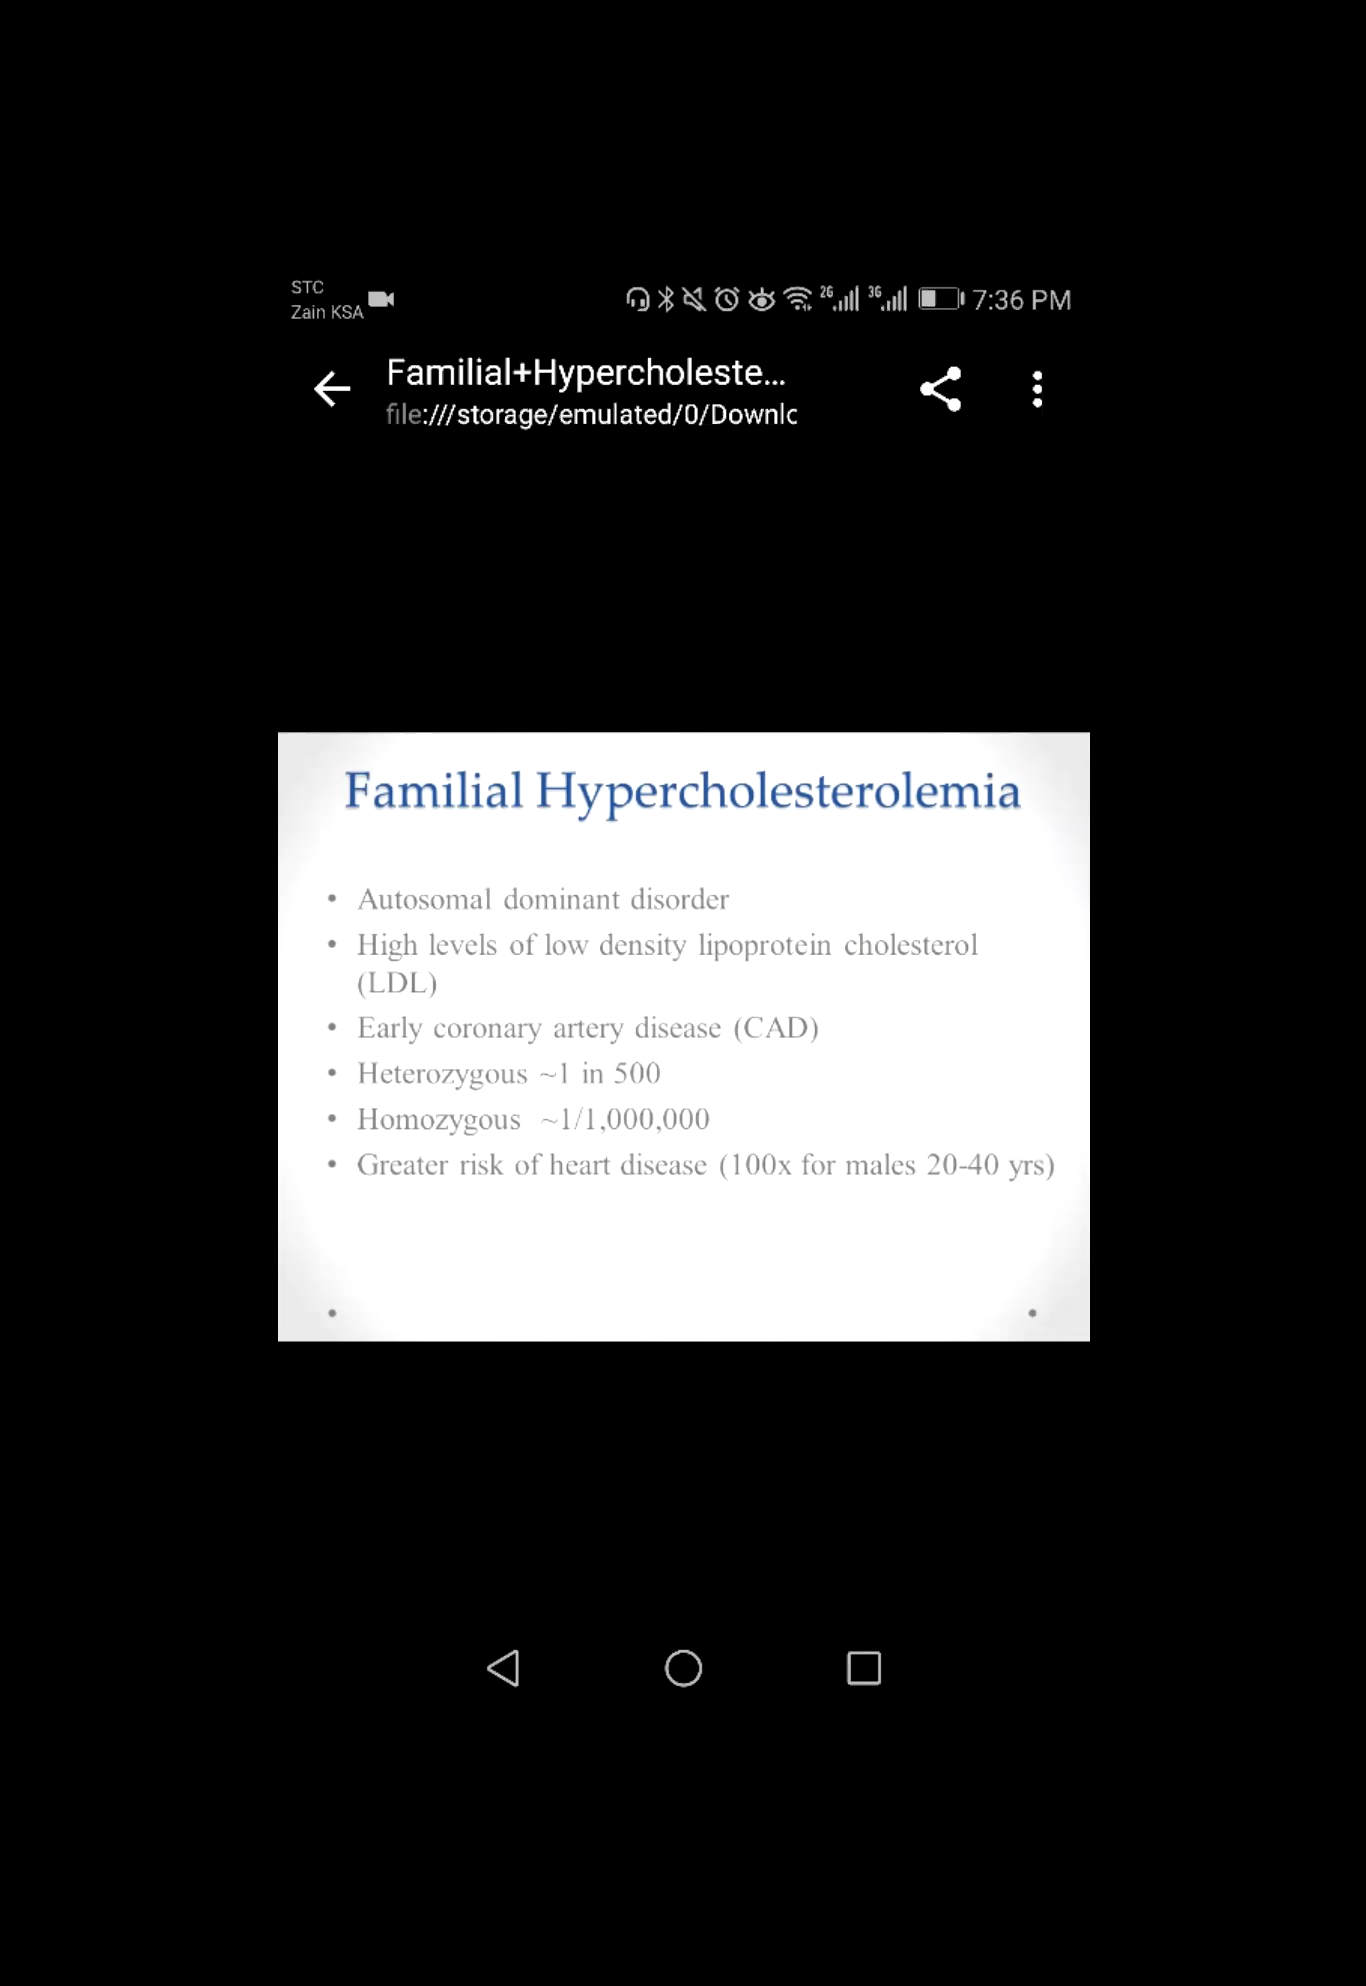 STC
Zain KSA
2G 3G 7:36 PM
Familial+Hypercholeste...
file:///storage/emulated/0/Downlc
Familial Hypercholesterolemia
• Autosomal dominant disorder
• High levels of low density lipoprotein cholesterol
(LDL)
• Early coronary artery disease (CAD)
• Heterozygous ~1 in 500
• Homozygous ~1/1,000,000
• Greater risk of heart disease (100x for males 20-40 yrs)